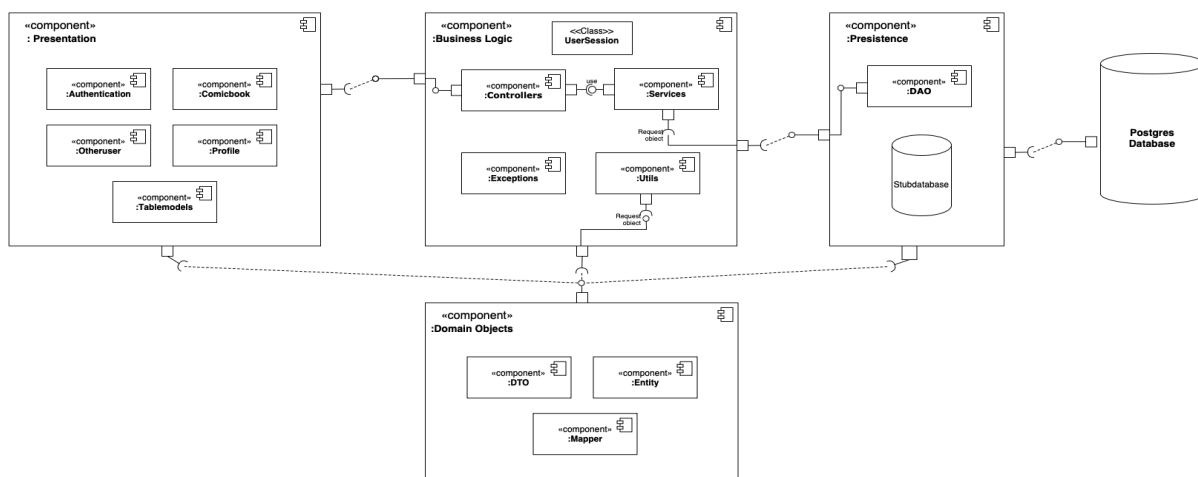 «component»
: Presentation
«component»
:Authentication
«component»
:Comicbook
«component»
:Otheruser
«component»
:Profile
«component»
:Tablemodels
«component»
:Business Logic
<<Class>>
UserSession
«component»
:Controllers
use
«component»
:Services
Request
object
«component»
:Exceptions
«component»
:Utils
Request
object
«component»
:Presistence
«component»
:DAO
Stubdatabase
Postgres
Database
«component»
:Domain Objects
«component»
:DTO
«component»
:Entity
«component»
:Mapper